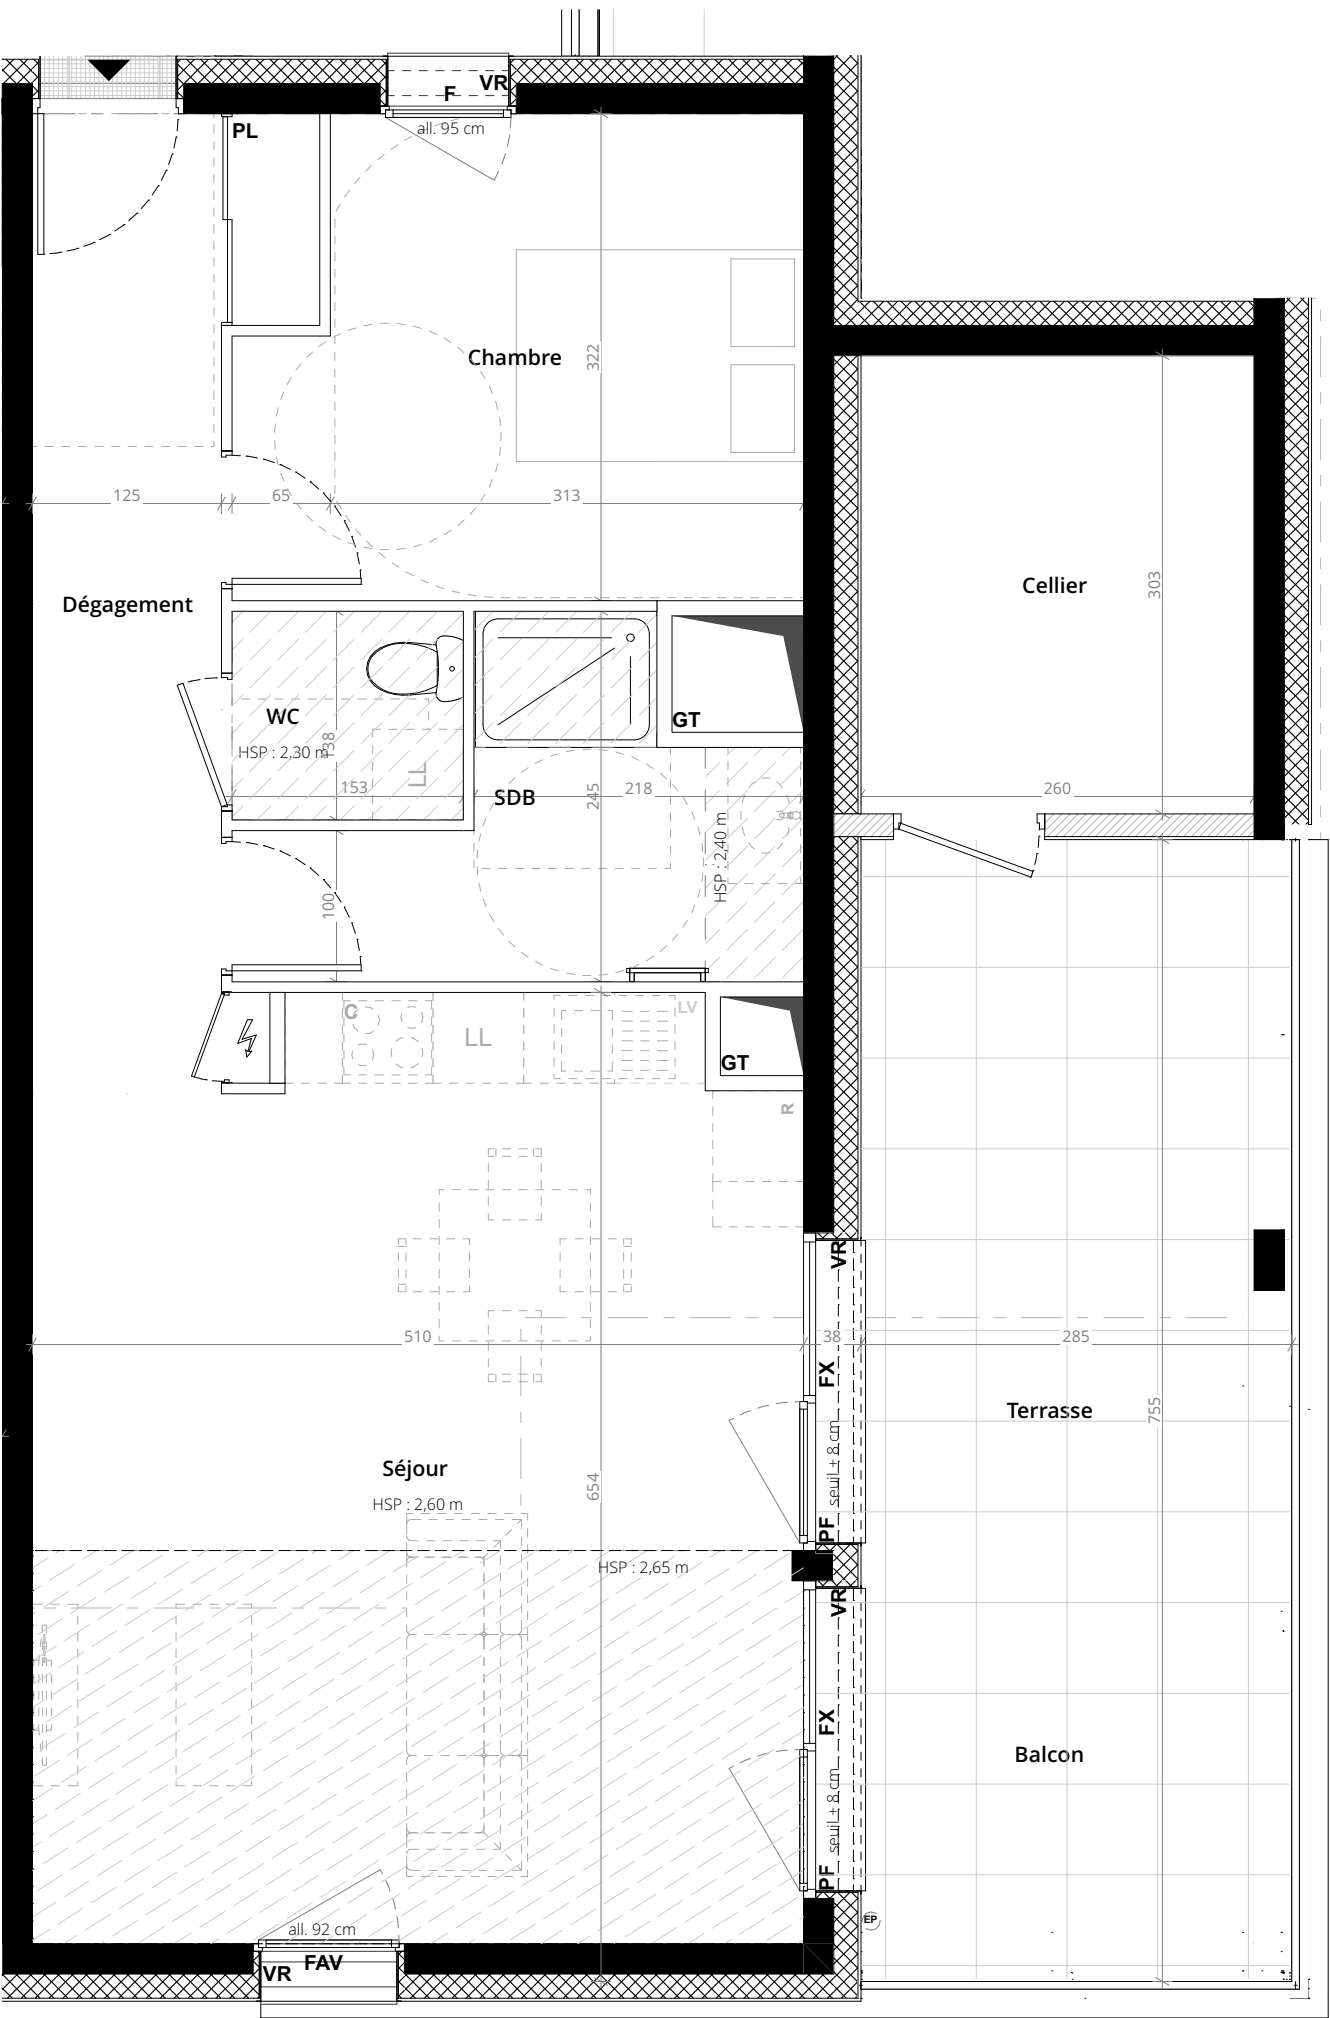 F
VR
all. 95 cm
PL
Chambre
322
125
65
313
Dégagement
Cellier
303
WC
HSP : 2,30 m
138
153
LL
GT
SDB
245
218
HSP : 2,40 m
260
100
C
LL
LV
GT
R
VR
510
38
285
FX
Terrasse
755
seuil ± 8 cm
Séjour
HSP : 2,60 m
654
PF
HSP : 2,65 m
VR
FX
Balcon
seuil ± 8 cm
PF
EP
all. 92 cm
VR
FAV